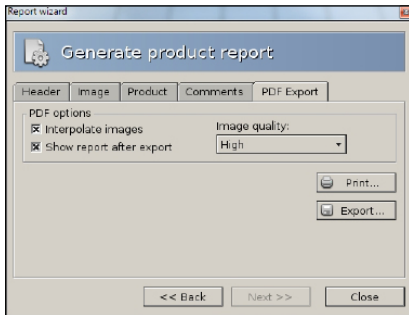 Report wizard
Generate product report
Header Image Product Comments PDF Export
PDF options
Interpolate images
Image quality:
Show report after export
High
Print...
Export...
<< Back Next >> Close